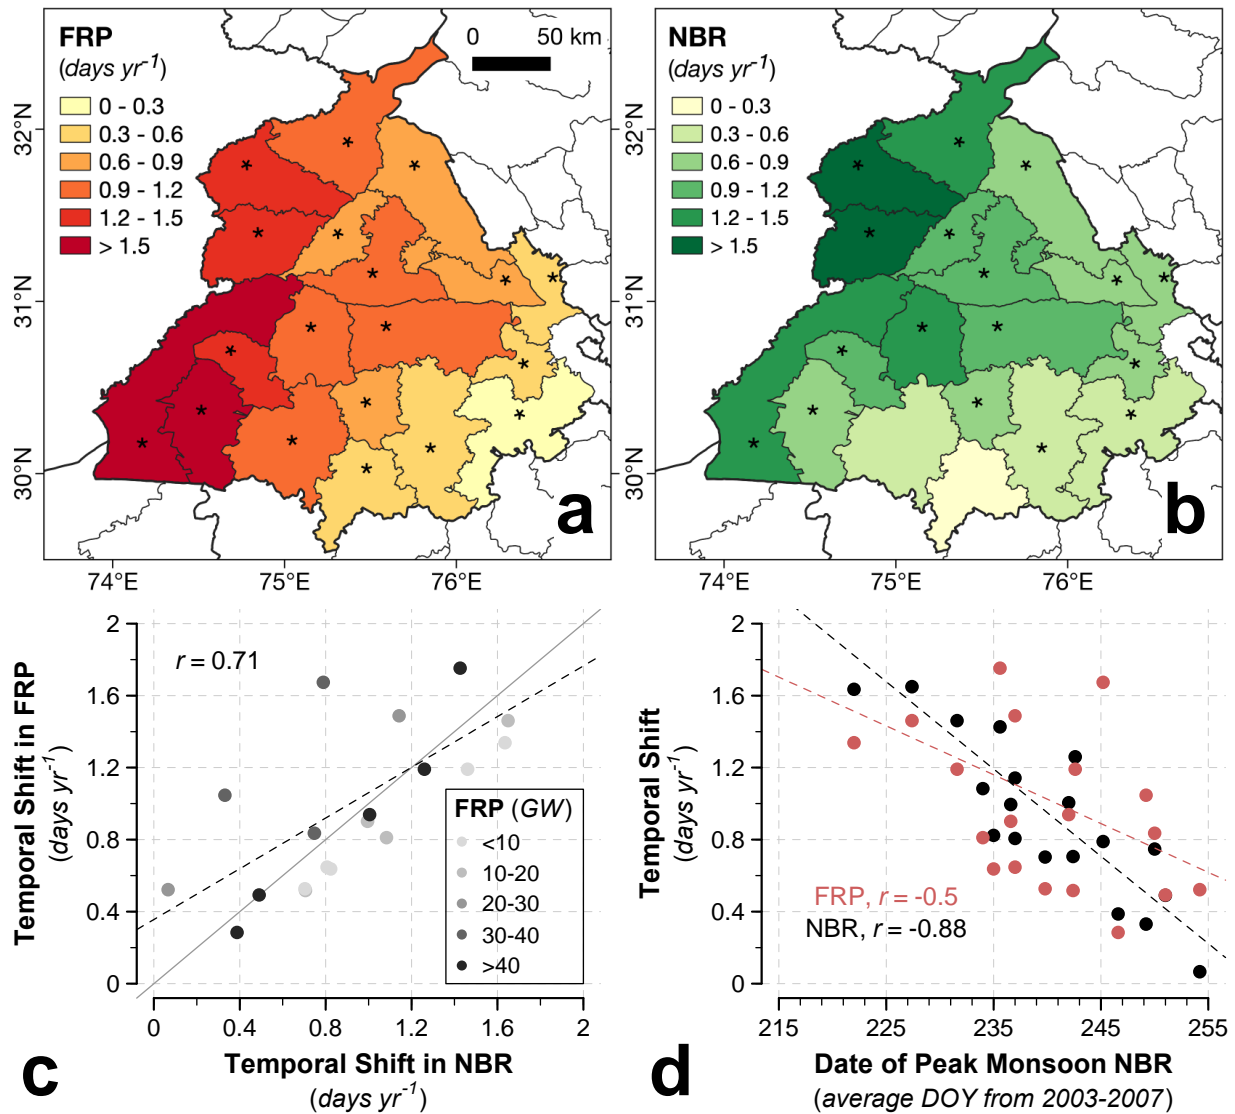 FRP
(days yr-1)
0 - 0.3
0.3 - 0.6
0.6 - 0.9
0.9 - 1.2
1.2 - 1.5
> 1.5
0 50 km
32°N
31°N
30°N
74°E 75°E 76°E
* * * * * * * * * * * * * * * * * *
a
NBR
(days yr-1)
0 - 0.3
0.3 - 0.6
0.6 - 0.9
0.9 - 1.2
1.2 - 1.5
> 1.5
32°N
31°N
30°N
74°E 75°E 76°E
* * * * * * * * * * * * * * * *
b
Temporal Shift in FRP
(days yr-1)
2
1.6
1.2
0.8
0.4
0
r = 0.71
FRP (GW)
<10
10-20
20-30
30-40
>40
0 0.4 0.8 1.2 1.6 2
Temporal Shift in NBR
(days yr-1)
c
Temporal Shift
(days yr-1)
2
1.6
1.2
0.8
0.4
0
FRP, r = -0.5
NBR, r = -0.88
215 225 235 245 255
Date of Peak Monsoon NBR
(average DOY from 2003-2007)
d